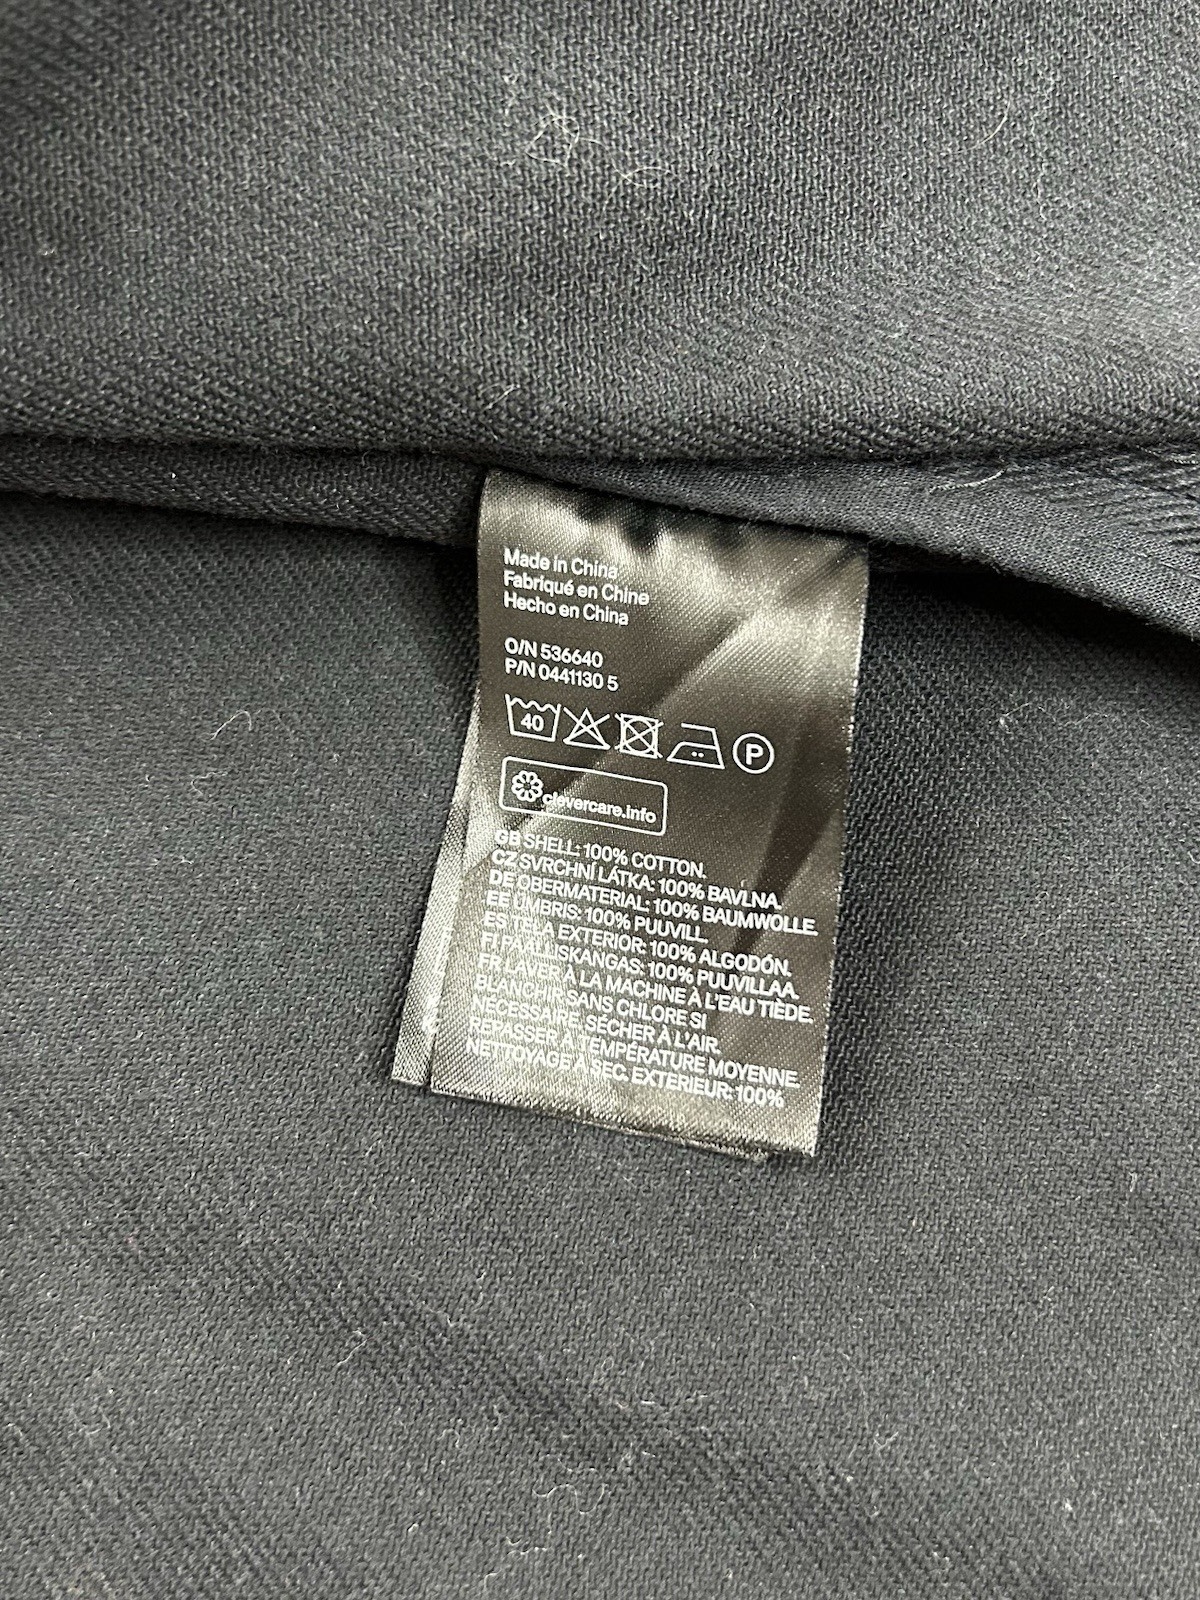 Made in China
Fabriqué en Chine
Hecho en China
O/N 536640
P/N 0441130 5
40 P
clevercare.info
GB SHELL: 100% COTTON.
CZ SVRCHNÍ LÁTKA: 100% BAVLNA.
DE OBERMATERIAL: 100% BAUMWOLLE.
EE ÜMBRIS: 100% PUUVILL.
ES TELA EXTERIOR: 100% ALGODÓN.
FI PÄÄLLISKANGAS: 100% PUUVILLAA.
FR LAVER À LA MACHINE À L'EAU TIÈDE.
BLANCHIR SANS CHLORE SI
NÉCESSAIRE. SÉCHER À L'AIR.
REPASSER À TEMPÉRATURE MOYENNE.
NETTOYAGE À SEC. EXTÉRIEUR: 100%